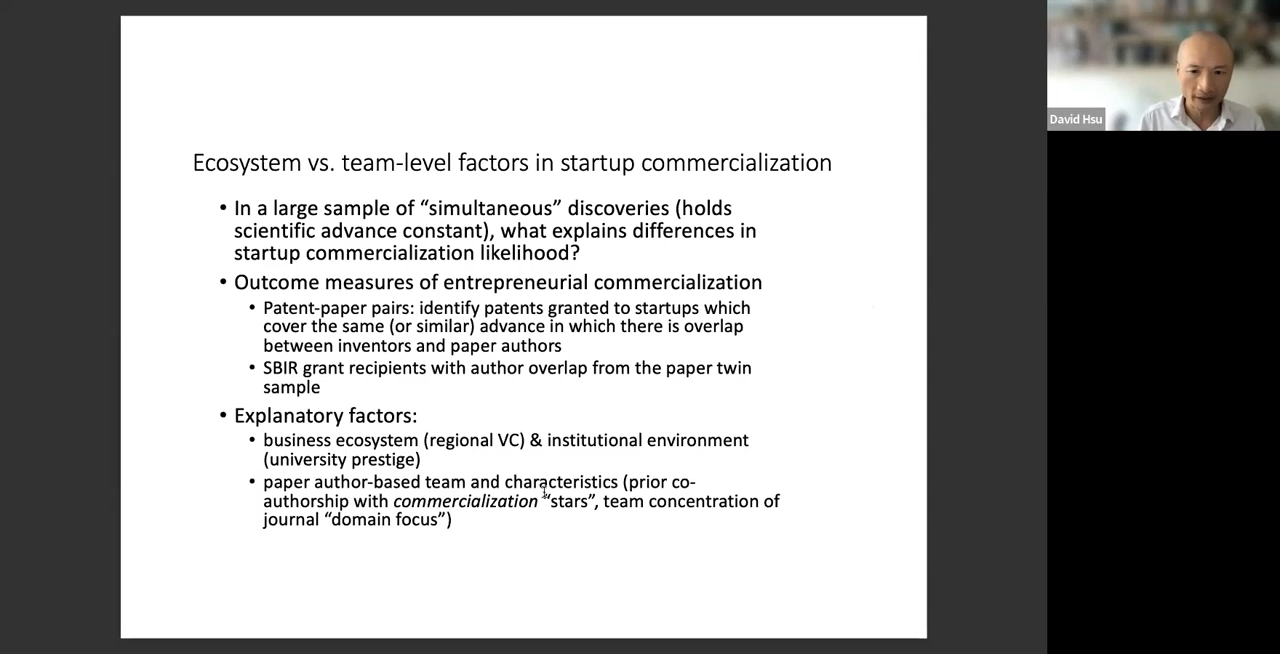 Ecosystem vs. team-level factors in startup commercialization
• In a large sample of “simultaneous” discoveries (holds
scientific advance constant), what explains differences in
startup commercialization likelihood?
• Outcome measures of entrepreneurial commercialization
• Patent-paper pairs: identify patents granted to startups which
cover the same (or similar) advance in which there is overlap
between inventors and paper authors
• SBIR grant recipients with author overlap from the paper twin
sample
• Explanatory factors:
• business ecosystem (regional VC) & institutional environment
(university prestige)
• paper author-based team and characteristics (prior co-
authorship with commercialization “stars”, team concentration of
journal “domain focus”)
David Hsu